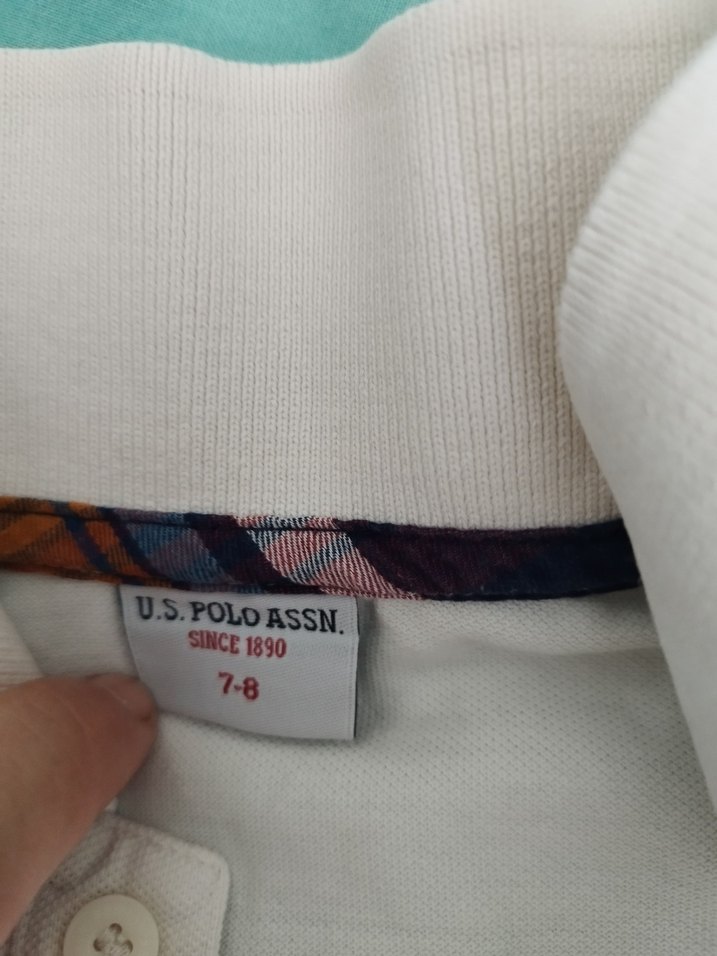 U.S. POLO ASSN.
SINCE 1890
7-8